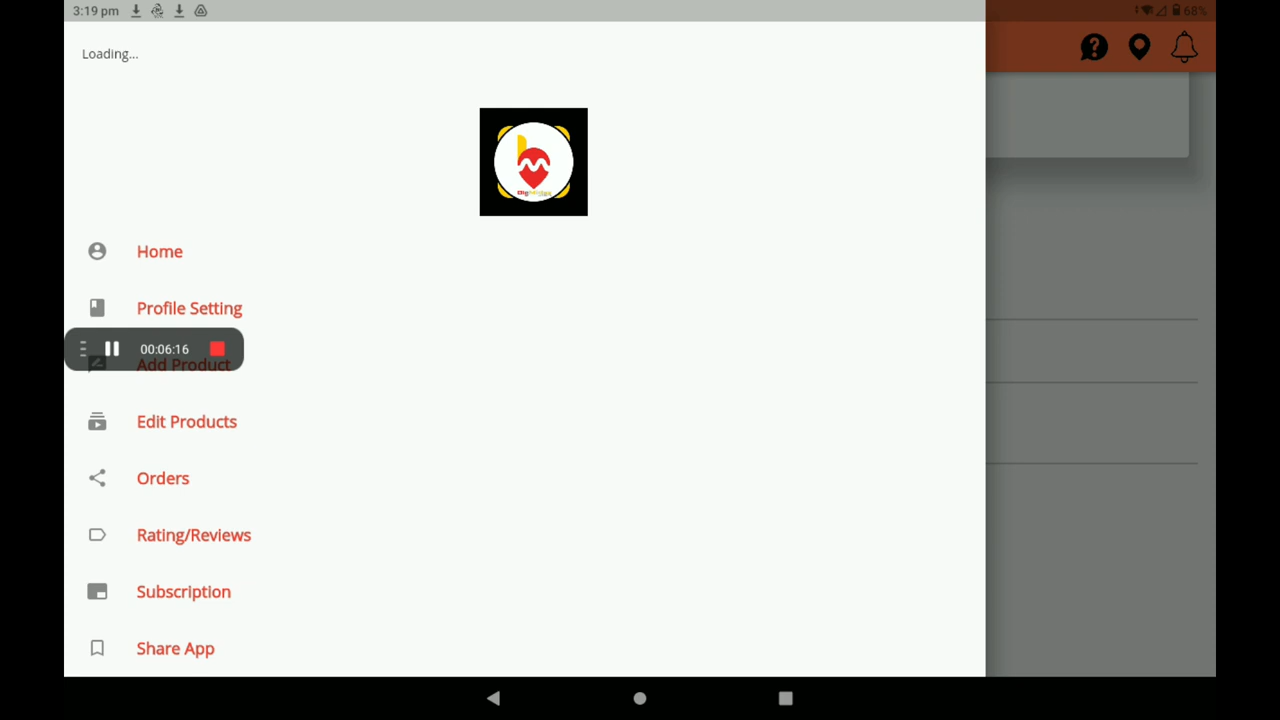 3:19 pm
68%
Loading...
Home
Profile Setting
00:06:16
Add Product
Edit Products
Orders
Rating/Reviews
Subscription
Share App